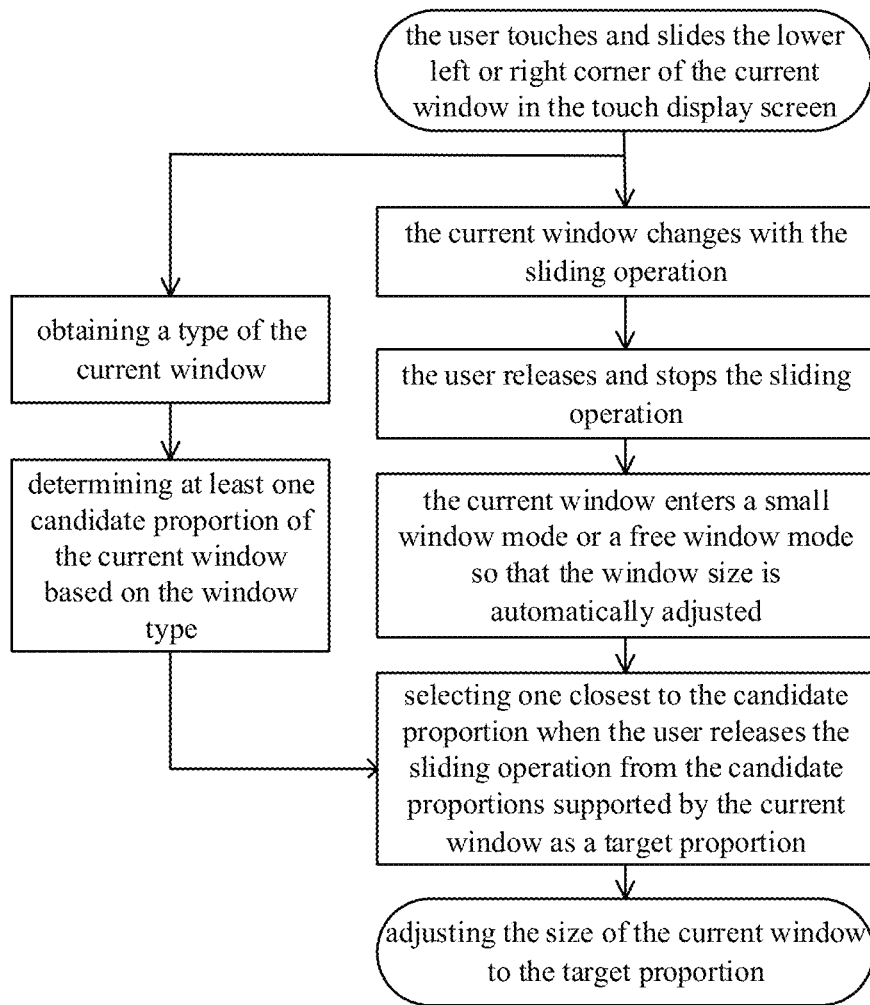 the user touches and slides the lower
left or right corner of the current
window in the touch display screen
the current window changes with the
sliding operation
obtaining a type of the
current window
the user releases and stops the sliding
operation
determining at least one
candidate proportion of
the current window
based on the window
type
the current window enters a small
window mode or a free window mode
so that the window size is
automatically adjusted
selecting one closest to the candidate
proportion when the user releases the
sliding operation from the candidate
proportions supported by the current
window as a target proportion
adjusting the size of the current window
to the target proportion